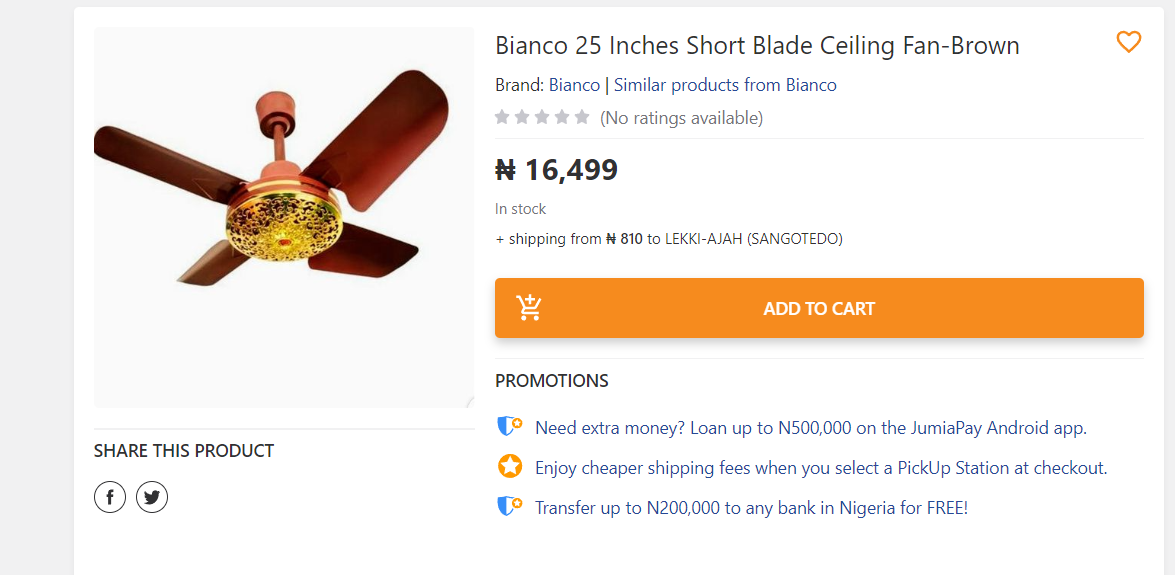 Bianco 25 Inches Short Blade Ceiling Fan-Brown
Brand: Bianco | Similar products from Bianco
(No ratings available)
₦ 16,499
In stock
+ shipping from ₦ 810 to LEKKI-AJAH (SANGOTEDO)
ADD TO CART
PROMOTIONS
Need extra money? Loan up to N500,000 on the JumiaPay Android app.
Enjoy cheaper shipping fees when you select a PickUp Station at checkout.
Transfer up to N200,000 to any bank in Nigeria for FREE!
SHARE THIS PRODUCT